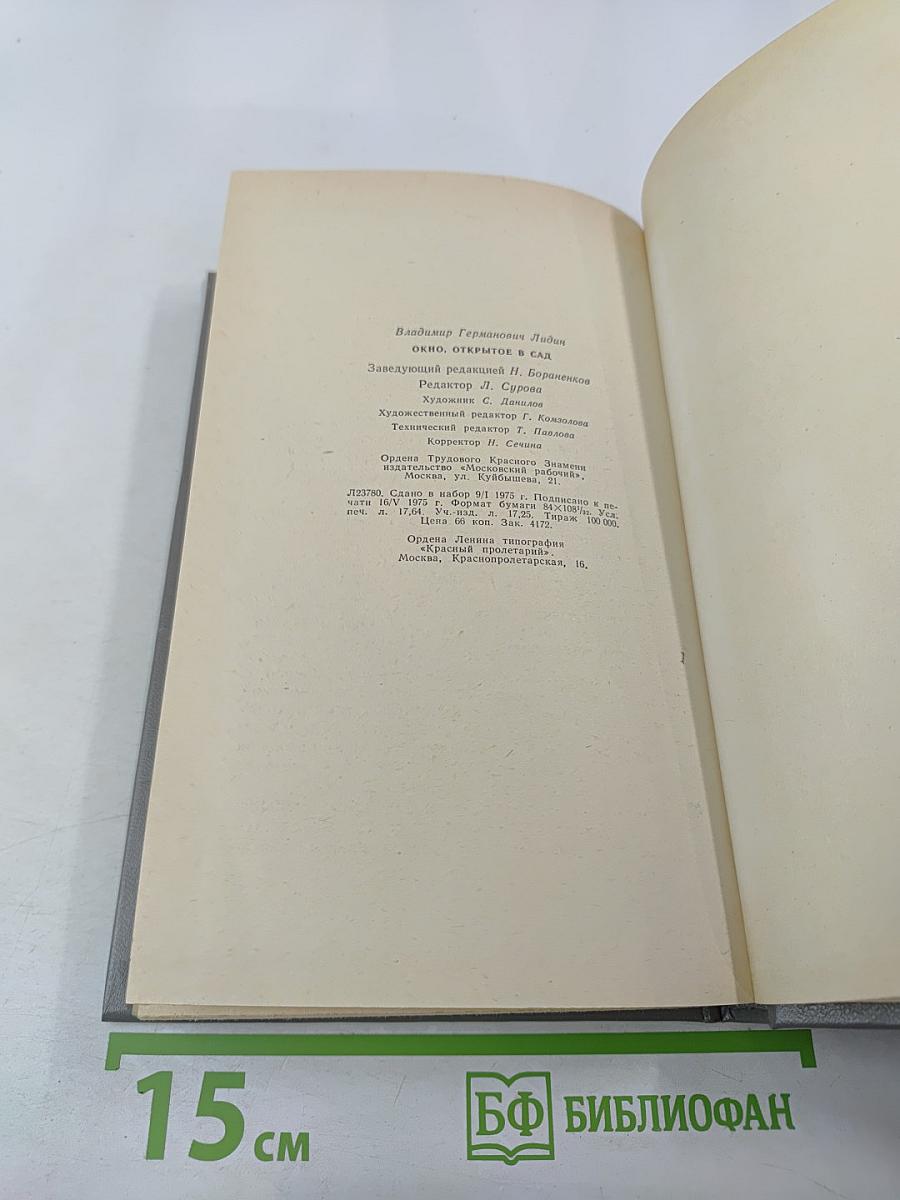 Владимир Германович Лидин
ОКНО, ОТКРЫТОЕ В САД
Заведующий редакцией Н. Бораненков
Редактор Л. Сурова
Художник С. Данилов
Художественный редактор Г. Комзолова
Технический редактор Т. Павлова
Корректор Н. Сечина
Ордена Трудового Красного Знамени
издательство «Московский рабочий».
Москва, ул. Куйбышева, 21.
Л23780. Сдано в набор 9/I 1975 г. Подписано к пе-
чати 16/V 1975 г. Формат бумаги 84×108¹/₃₂. Усл.
печ. л. 17,64. Уч.-изд. л. 17,25. Тираж 100 000.
Цена 66 коп. Зак. 4172.
Ордена Ленина типография
«Красный пролетарий».
Москва, Краснопролетарская, 16.
15 см
БФ БИБЛИОФАН